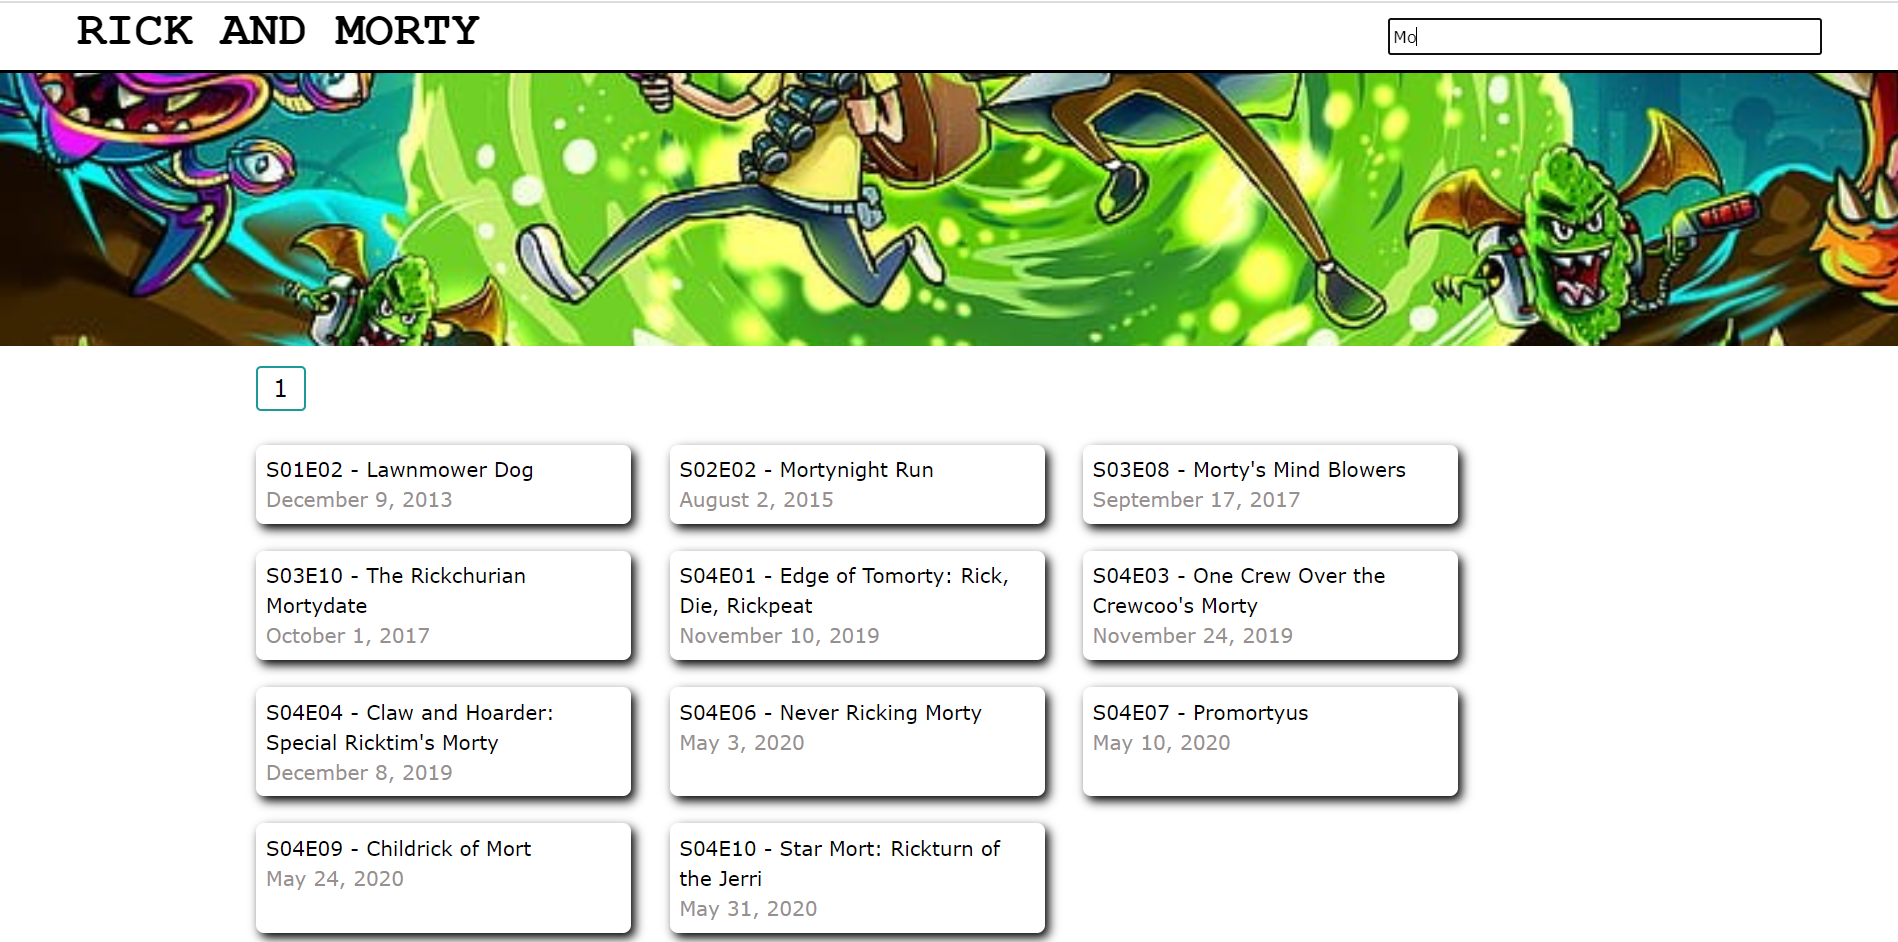 RICK AND MORTY
Mo
1
S01E02 - Lawnmower Dog
December 9, 2013
S02E02 - Mortynight Run
August 2, 2015
S03E08 - Morty's Mind Blowers
September 17, 2017
S03E10 - The Rickchurian
Mortydate
October 1, 2017
S04E01 - Edge of Tomorty: Rick,
Die, Rickpeat
November 10, 2019
S04E03 - One Crew Over the
Crewcoo's Morty
November 24, 2019
S04E04 - Claw and Hoarder:
Special Ricktim's Morty
December 8, 2019
S04E06 - Never Ricking Morty
May 3, 2020
S04E07 - Promortyus
May 10, 2020
S04E09 - Childrick of Mort
May 24, 2020
S04E10 - Star Mort: Rickturn of
the Jerri
May 31, 2020